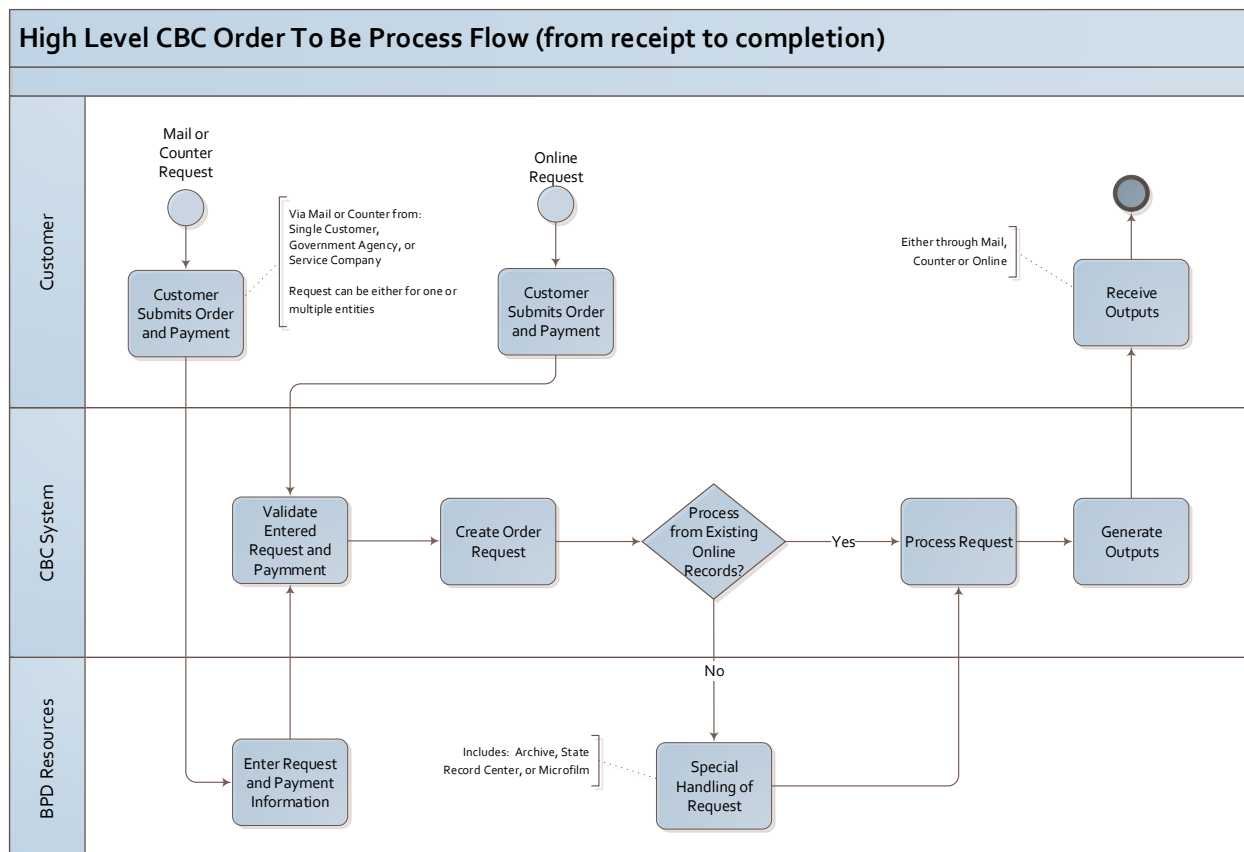 High Level CBC Order To Be Process Flow (from receipt to completion)
Customer
Mail or
Counter
Request
Via Mail or Counter from:
Single Customer,
Government Agency, or
Service Company
Request can be either for one or
multiple entities
Customer
Submits Order
and Payment
Online
Request
Customer
Submits Order
and Payment
Either through Mail,
Counter or Online
Receive
Outputs
CBC System
Validate
Entered
Request and
Paymment
Create Order
Request
Process
from Existing
Online
Records?
Yes
Process Request
Generate
Outputs
No
BPD Resources
Enter Request
and Payment
Information
Includes: Archive, State
Record Center, or Microfilm
Special
Handling of
Request